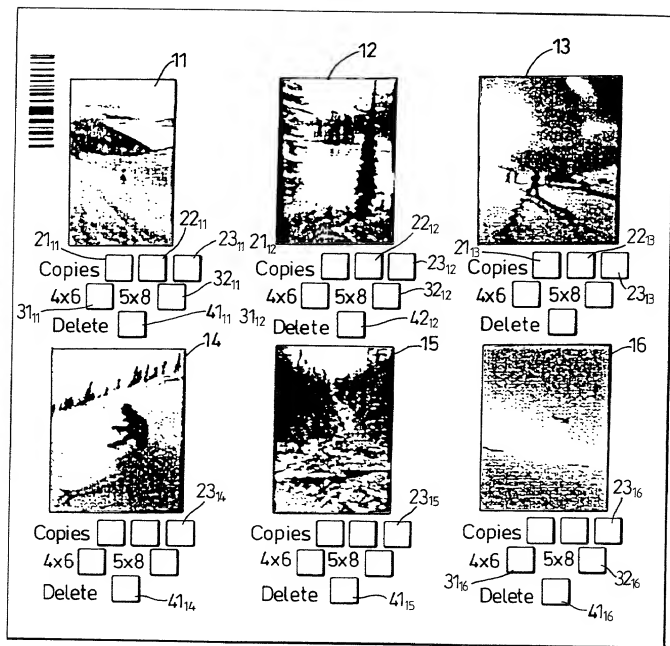 11 12 13
21₁₁ 22₁₁ 23₁₁ 21₁₂ 22₁₂ 21₁₃ 22₁₃
Copies Copies 23₁₂ Copies
4x6 5x8 32₁₁ 4x6 5x8 32₁₂ 4x6 5x8 23₁₃
31₁₁ Delete 41₁₁ 31₁₂ Delete 42₁₂ Delete
14 15 16
23₁₄ 23₁₅ 23₁₆
Copies Copies Copies
4x6 5x8 4x6 5x8 4x6 5x8
31₁₆ 32₁₆
Delete 41₁₄ Delete 41₁₅ Delete 41₁₆